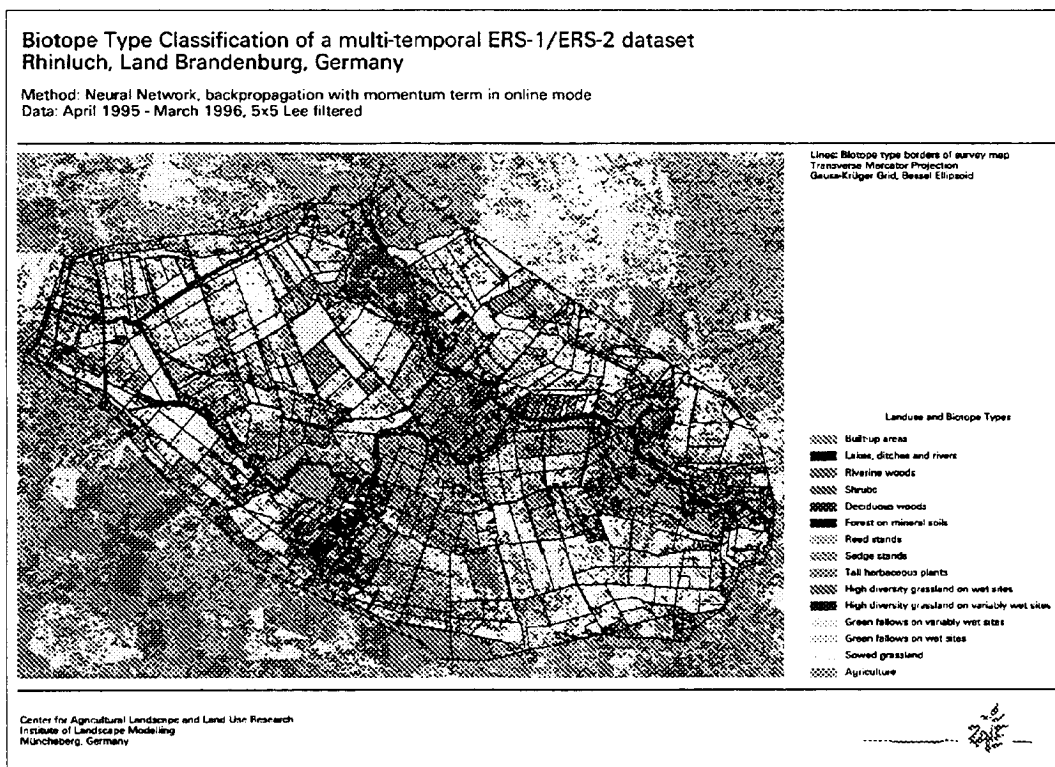 Biotope Type Classification of a multi-temporal ERS-1/ERS-2 dataset
Rhinluch, Land Brandenburg, Germany
Method: Neural Network, backpropagation with momentum term in online mode
Data: April 1995 - March 1996, 5x5 Lee filtered
Lines: Biotope type borders of survey map
Transverse Mercator Projection
Gauss-Krüger Grid, Bessel Ellipsoid
Landuse and Biotope Types
Built-up areas
Lakes, ditches and rivers
Riverine woods
Shrubs
Deciduous woods
Forest on mineral soils
Reed stands
Sedge stands
Tall herbaceous plants
High diversity grassland on wet sites
High diversity grassland on variably wet sites
Green fallows on variably wet sites
Green fallows on wet sites
Sowed grassland
Agriculture
Center for Agricultural Landscape and Land Use Research
Institute of Landscape Modelling
Müncheberg, Germany